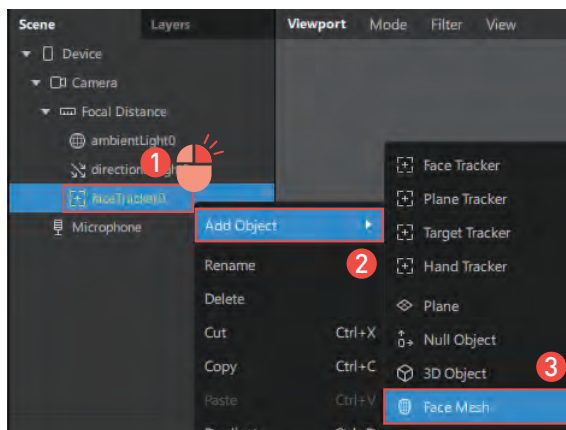 Scene Layers Viewport Mode Filter View
Device
Camera
Focal Distance
ambientLight0
1
direction
faceTracker0
Microphone
Add Object
2
Rename
Delete
Cut Ctrl+X
Copy Ctrl+C
Paste Ctrl+V
Face Tracker
Plane Tracker
Target Tracker
Hand Tracker
Plane
Null Object
3D Object
3
Face Mesh